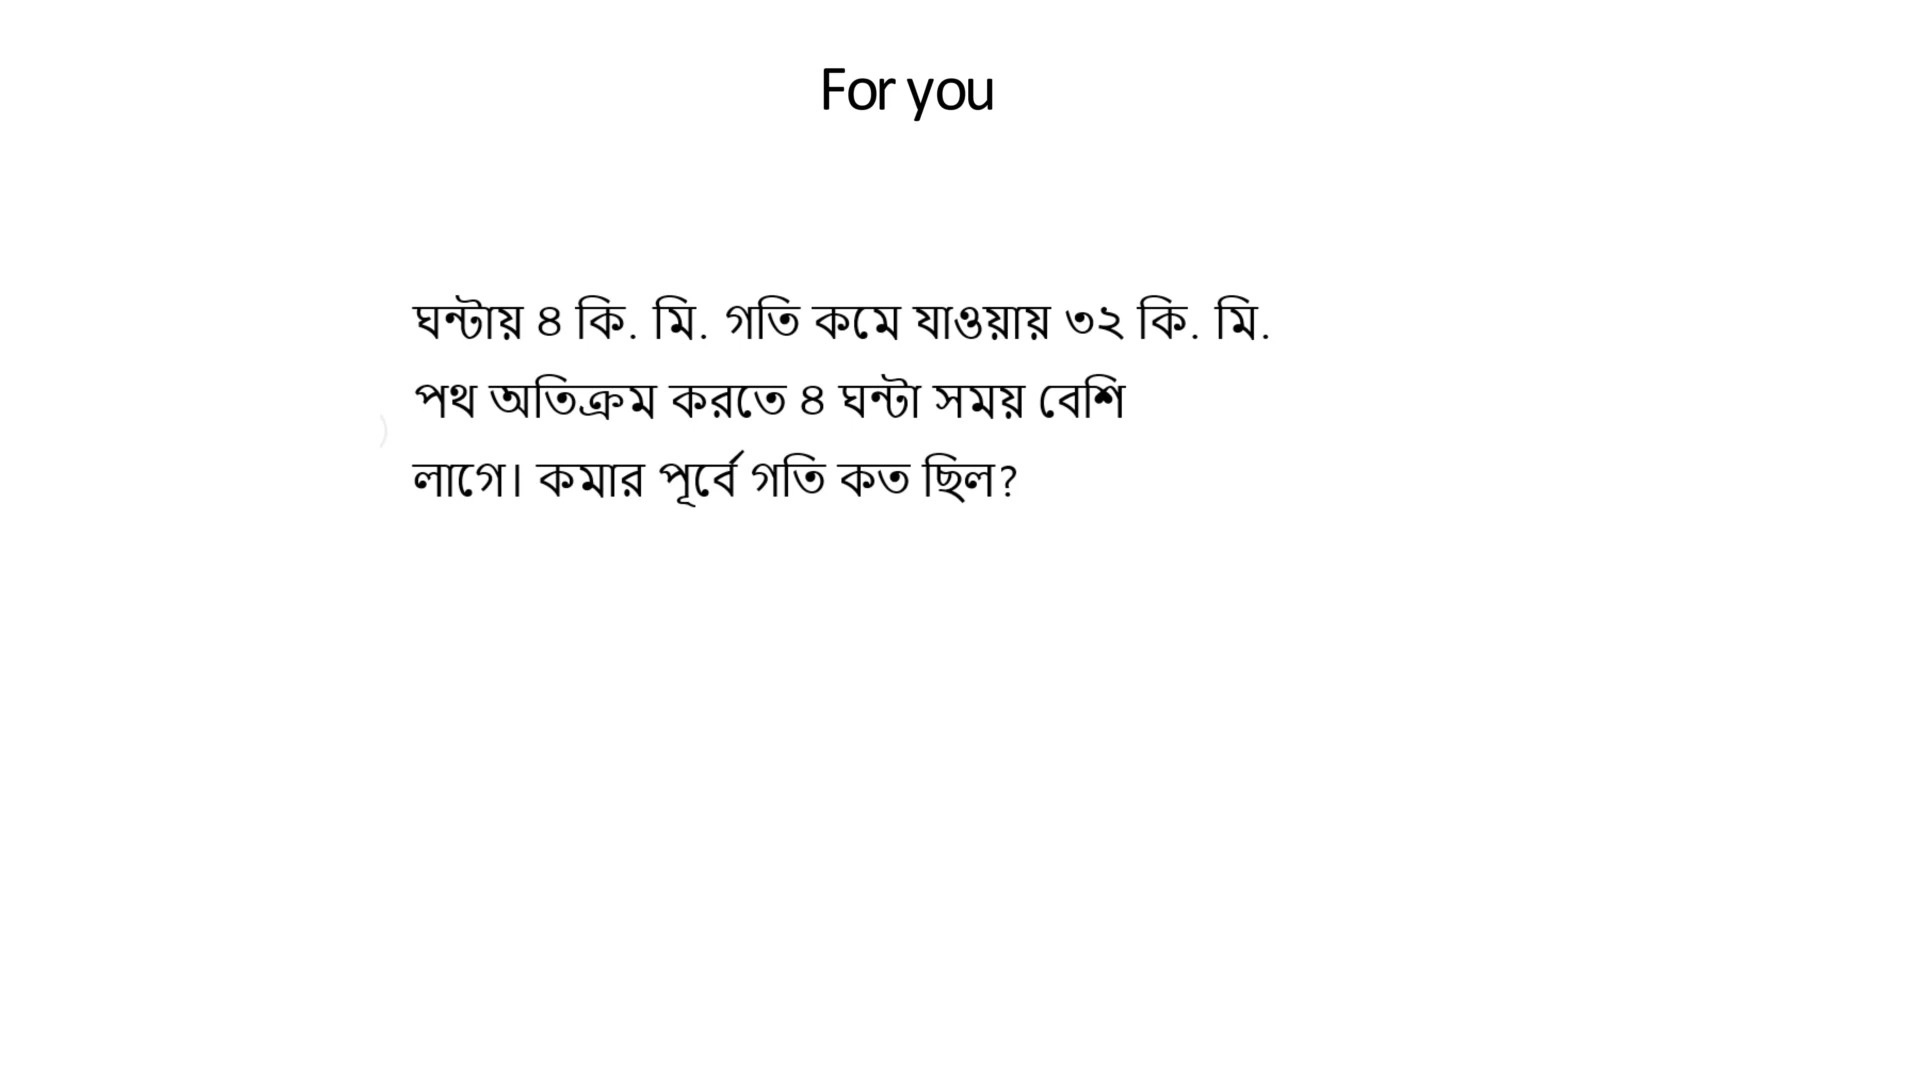 For you
ঘন্টায় ৪ কি. মি. গতি কমে যাওয়ায় ৩২ কি. মি.
পথ অতিক্রম করতে ৪ ঘন্টা সময় বেশি
লাগে। কমার পূর্বে গতি কত ছিল?